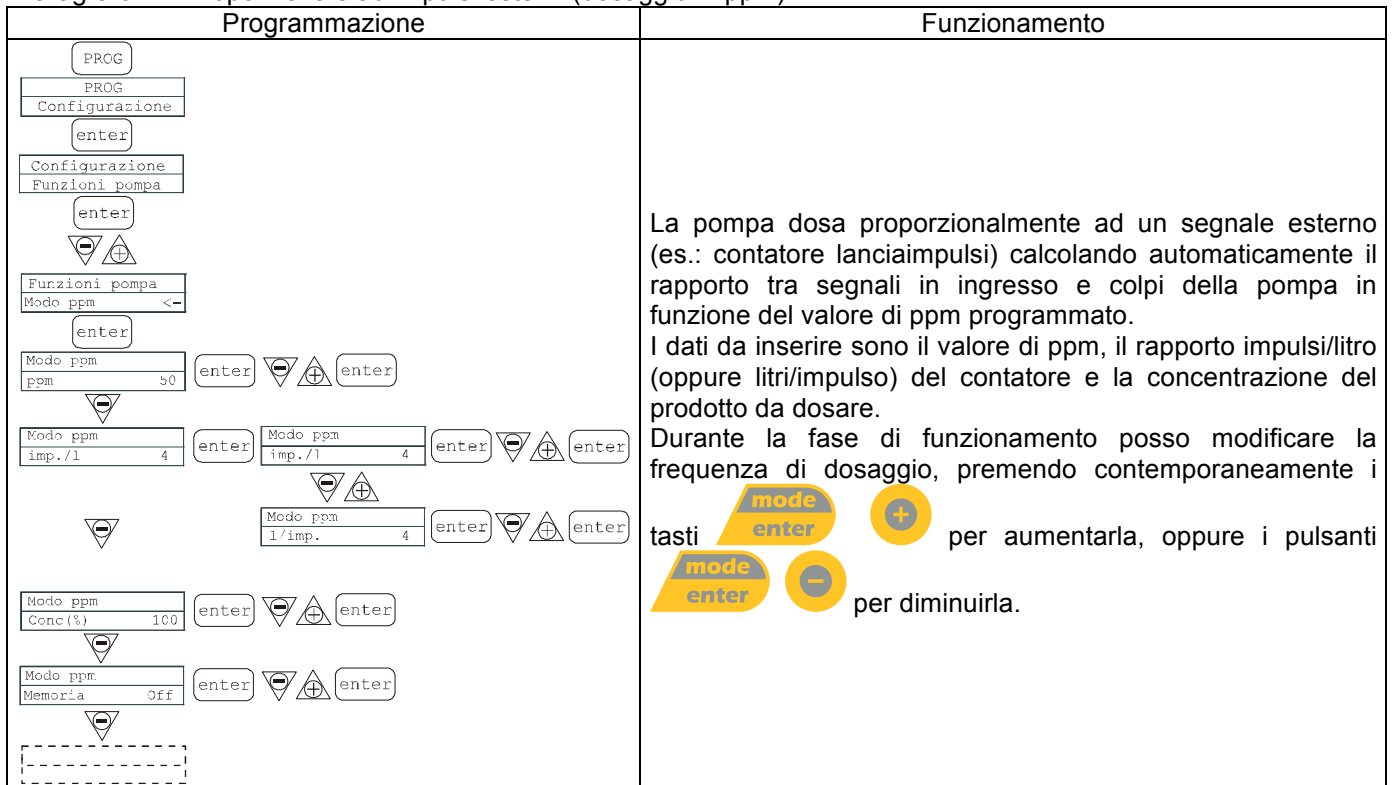 Programmazione
Funzionamento
PROG
PROG
Configurazione
enter
Configurazione
Funzioni pompa
enter
Funzioni pompa
Modo ppm <-
enter
Modo ppm
ppm 50
enter
enter
Modo ppm
imp./l 4
enter
Modo ppm
imp./l 4
enter
enter
Modo ppm
l/imp. 4
enter
enter
Modo ppm
Conc(%) 100
enter
enter
Modo ppm
Memoria Off
enter
enter
La pompa dosa proporzionalmente ad un segnale esterno
(es.: contatore lanciaimpulsi) calcolando automaticamente il
rapporto tra segnali in ingresso e colpi della pompa in
funzione del valore di ppm programmato.
I dati da inserire sono il valore di ppm, il rapporto impulsi/litro
(oppure litri/impulso) del contatore e la concentrazione del
prodotto da dosare.
Durante la fase di funzionamento posso modificare la
frequenza di dosaggio, premendo contemporaneamente i
tasti mode enter + per aumentarla, oppure i pulsanti
mode enter - per diminuirla.